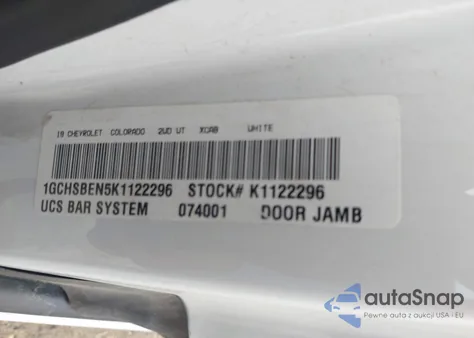 19 CHEVROLET COLORADO 2WD UT XCAB WHITE
1GCHSBEN5K1122296 STOCK# K1122296
UCS BAR SYSTEM 074001 DOOR JAMB
autoSnap
Pewne auta z aukcji USA i EU